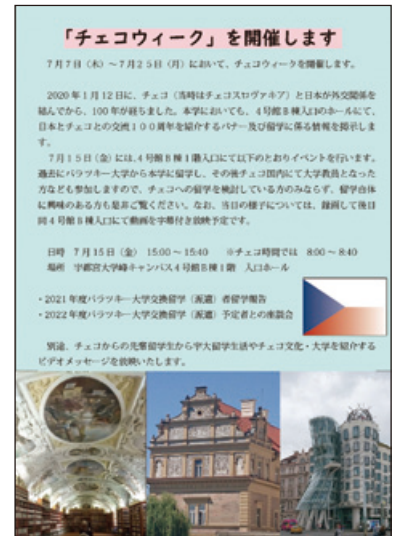 「チェコウィーク」を開催します
７月７日（木）～７月２５日（月）において、チェコウィークを開催します。
2020年1月12日に、チェコ（当時はチェコスロヴァキア）と日本が外交関係を
結んでから、100年が経ちました。本学においても、4号館B棟入口のホールにて、
日本とチェコとの交流１００周年を紹介するバナー及び留学に係る情報を掲示しま
す。
７月１５日（金）には、4号館B棟1階入口にて以下のとおりイベントを行います。
過去にパラツキー大学から本学に留学し、その後チェコ国内にて大学教員となった
方なども参加しますので、チェコへの留学を検討している方のみならず、留学自体
に興味のある方も是非ご覧ください。なお、当日の様子については、録画して後日
同4号館B棟入口にて動画を字幕付き放映予定です。
日時　７月15日（金）　15:00～15:40　※チェコ時間では　8:00～8:40
場所　宇都宮大学峰キャンパス4号館B棟1階　入口ホール
・2021年度パラツキー大学交換留学（派遣）者留学報告
・2022年度パラツキー大学交換留学（派遣）予定者との座談会
別途、チェコからの先輩留学生から宇大留学生活やチェコ文化・大学を紹介する
ビデオメッセージを放映いたします。